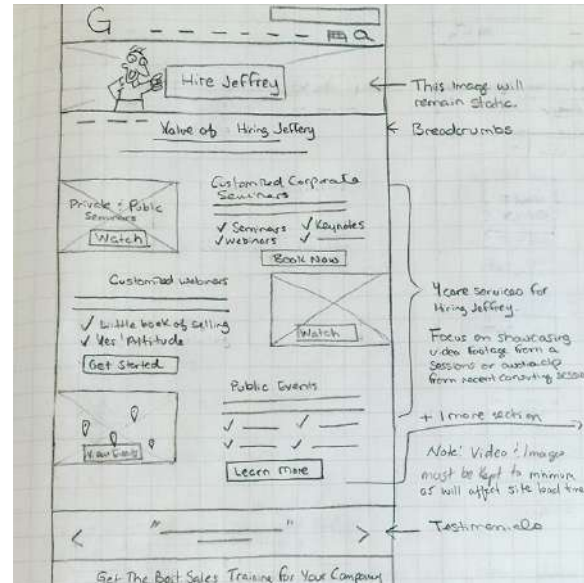 G
Hire Jeffrey
This Image will
remain static.
Value of : Hiring Jeffery
Breadcrumbs
Private : Public
Seminars
Watch
Customized Corporate
Seminars
✓ Seminars ✓ Keynotes
✓ Webinars ✓
Book Now
Customized Webinars
✓ Little book of selling
✓ Yes! Attitude
Get Started
Watch
4 core services for
Hiring Jeffrey.
Focus on showcasing
video footage from a
sessions or audio clip
from recent consulting session
Public Events
✓ ✓
✓ ✓
View Events
Learn More
+ 1 more section
Note: Video : Images
must be kept to minimum
as will affect site load time
" "
< >
Testimonials
Get The Best Sales Training For Your Company